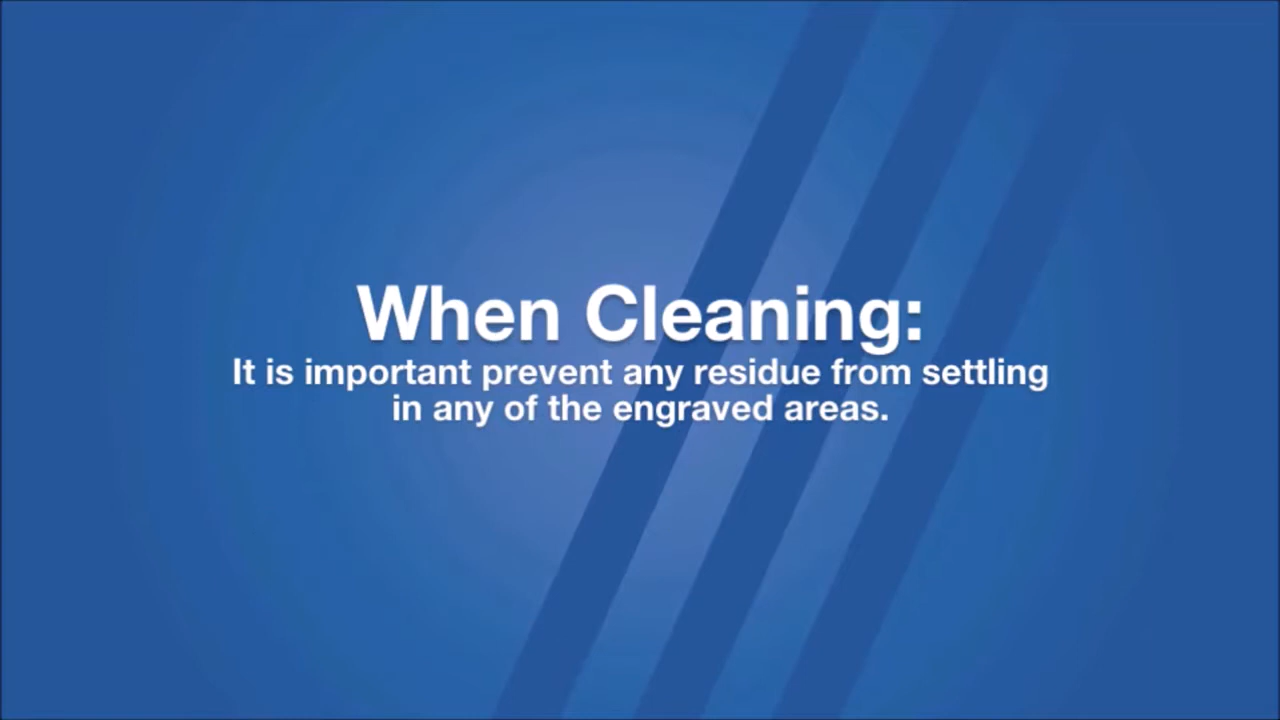 When Cleaning:
It is important prevent any residue from settling
in any of the engraved areas.